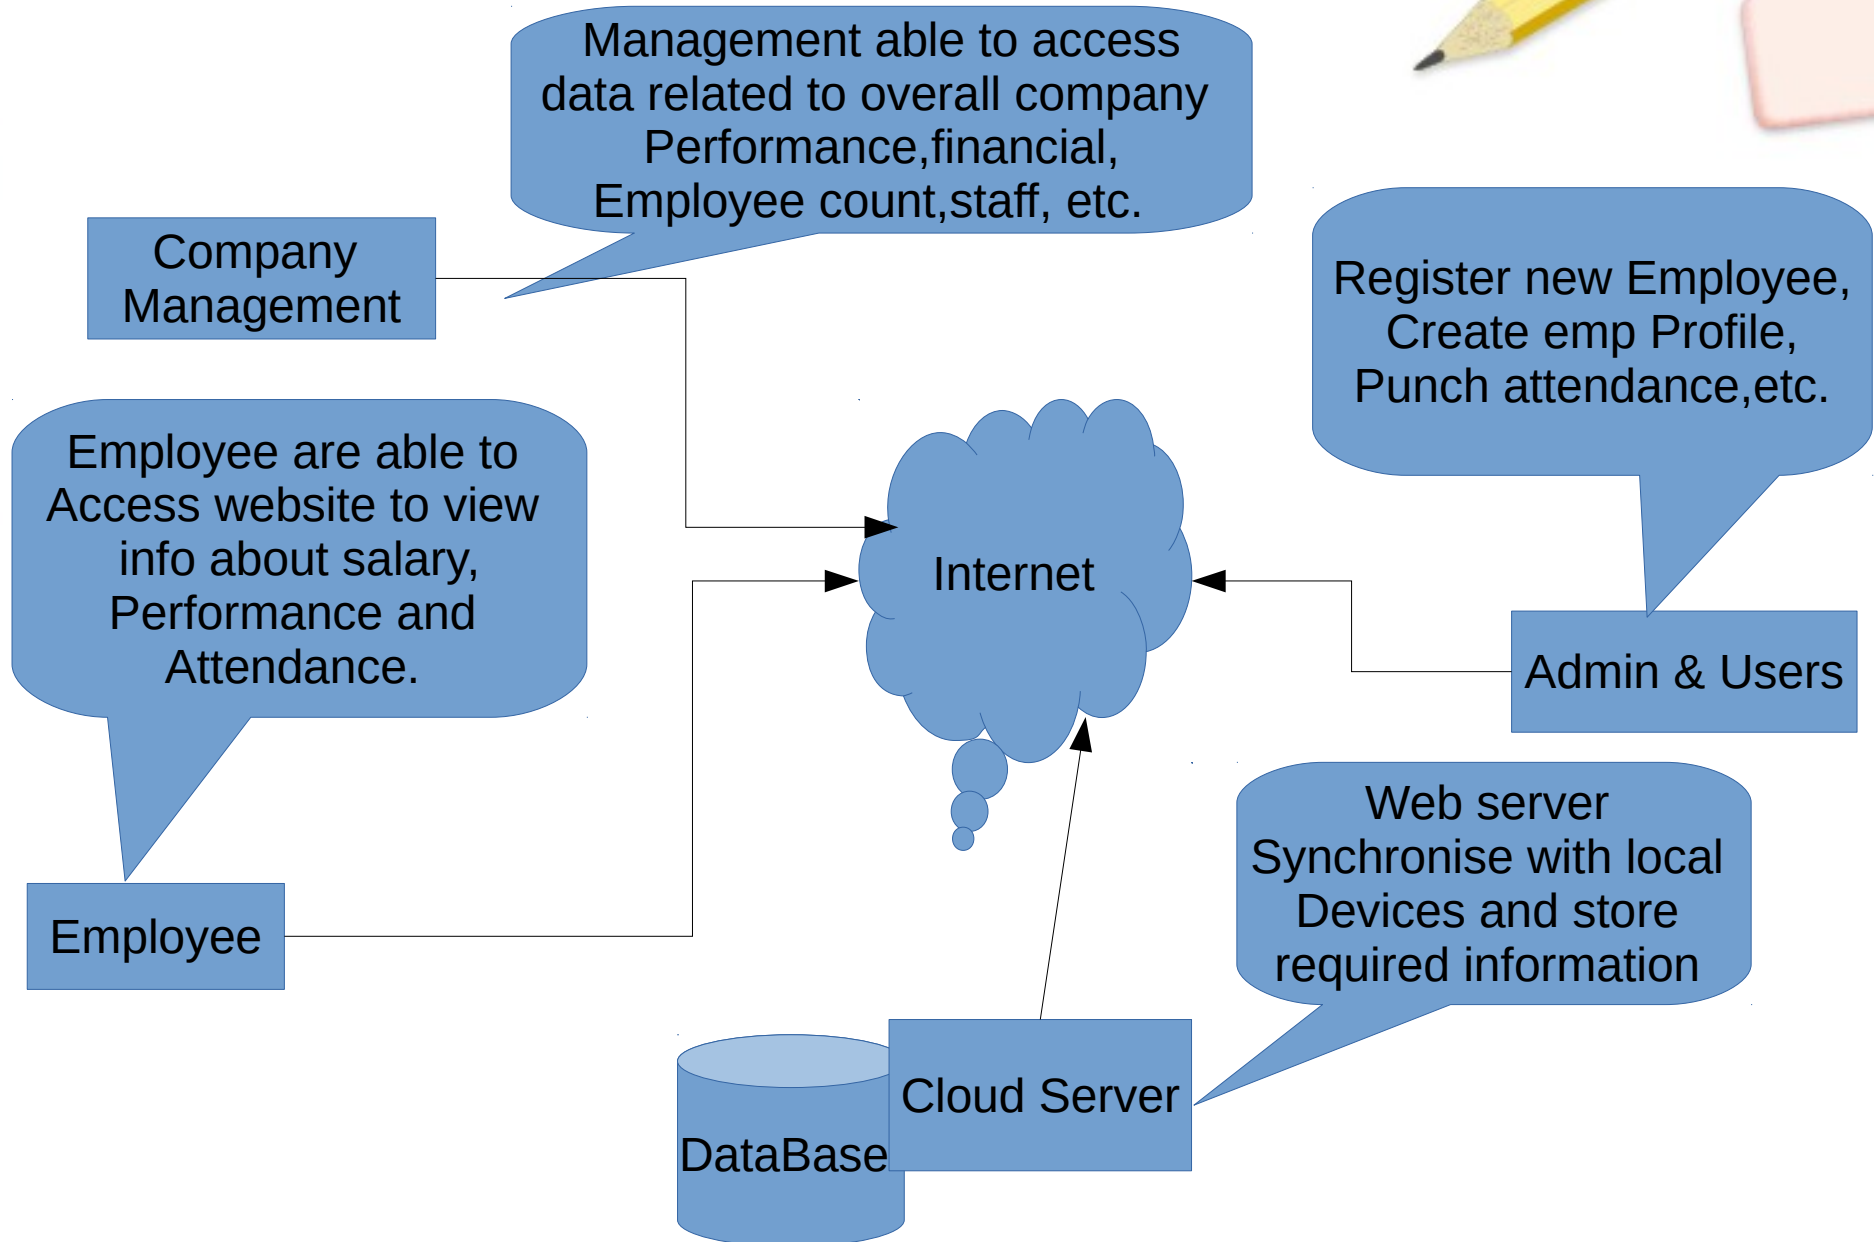 Management able to access
data related to overall company
Performance,financial,
Employee count,staff, etc.
Company
Management
Register new Employee,
Create emp Profile,
Punch attendance,etc.
Employee are able to
Access website to view
info about salary,
Performance and
Attendance.
Internet
Admin & Users
Web server
Synchronise with local
Devices and store
required information
Employee
Cloud Server
DataBase